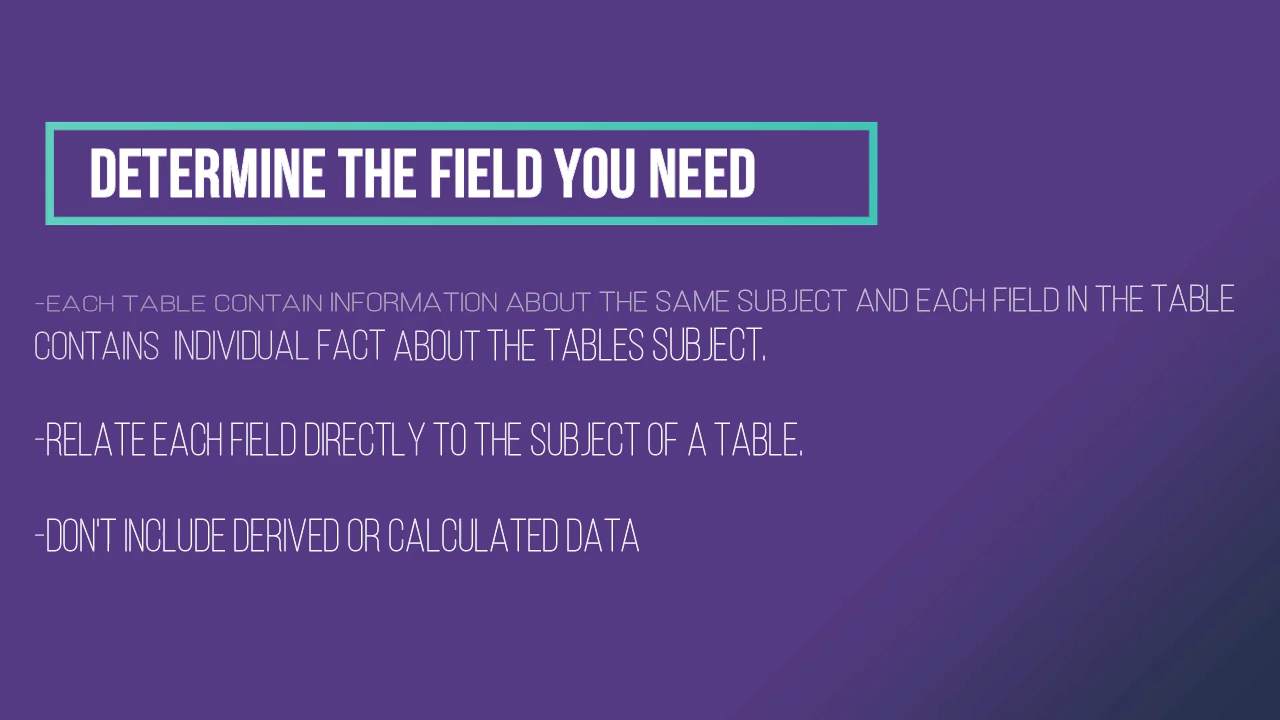 DETERMINE THE FIELD YOU NEED
-EACH TABLE CONTAIN INFORMATION ABOUT THE SAME SUBJECT AND EACH FIELD IN THE TABLE
CONTAINS INDIVIDUAL FACT ABOUT THE TABLES SUBJECT.
-RELATE EACH FIELD DIRECTLY TO THE SUBJECT OF A TABLE.
-DON'T INCLUDE DERIVED OR CALCULATED DATA